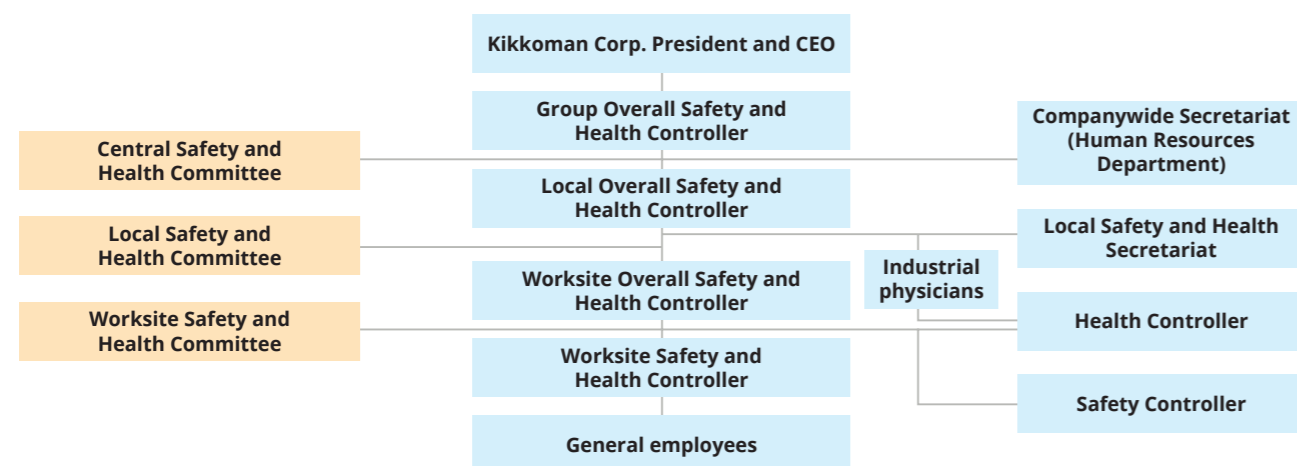 Kikkoman Corp. President and CEO
Group Overall Safety and
Health Controller
Companywide Secretariat
(Human Resources
Department)
Central Safety and
Health Committee
Local Overall Safety and
Health Controller
Local Safety and
Health Committee
Local Safety and Health
Secretariat
Industrial
physicians
Worksite Overall Safety and
Health Controller
Worksite Safety and
Health Committee
Health Controller
Worksite Safety and
Health Controller
Safety Controller
General employees